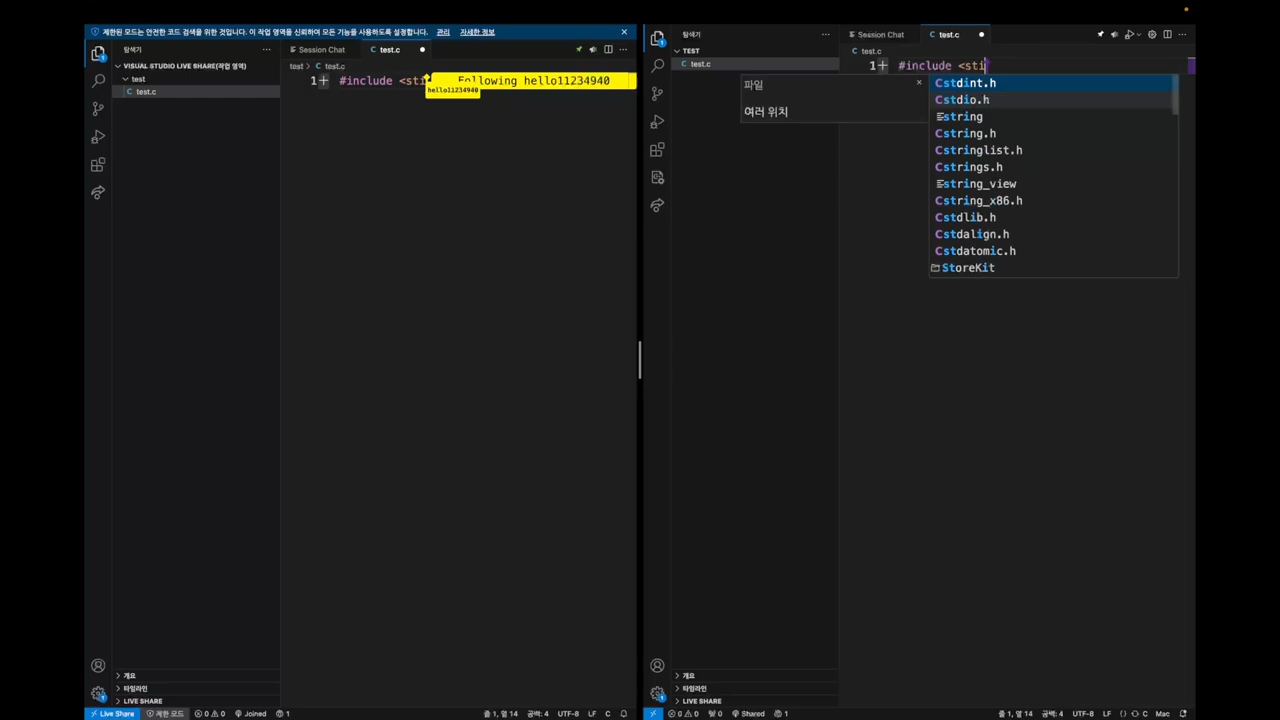 제한된 모드는 안전한 코드 검색을 위한 것입니다. 이 작업 영역을 신뢰하여 모든 기능을 사용하도록 설정합니다. 관리 자세한 정보
탐색기
Session Chat
test.c
VISUAL STUDIO LIVE SHARE(작업 영역)
test
test.c
test > test.c
1 #include <sti
Following hello11234940
hello11234940
개요
타임라인
LIVE SHARE
Live Share 제한 모드 0 0 Joined 1 줄 1, 열 14 공백: 4 UTF-8 LF C
탐색기
Session Chat
test.c
TEST
test.c
test.c
1 #include <sti
파일
여러 위치
stdint.h
stdio.h
string
string.h
stringlist.h
strings.h
string_view
string_x86.h
stdlib.h
stdalign.h
stdatomic.h
StoreKit
개요
타임라인
LIVE SHARE
0 0 0 Shared 1 줄 1, 열 14 공백: 4 UTF-8 LF {} C Mac